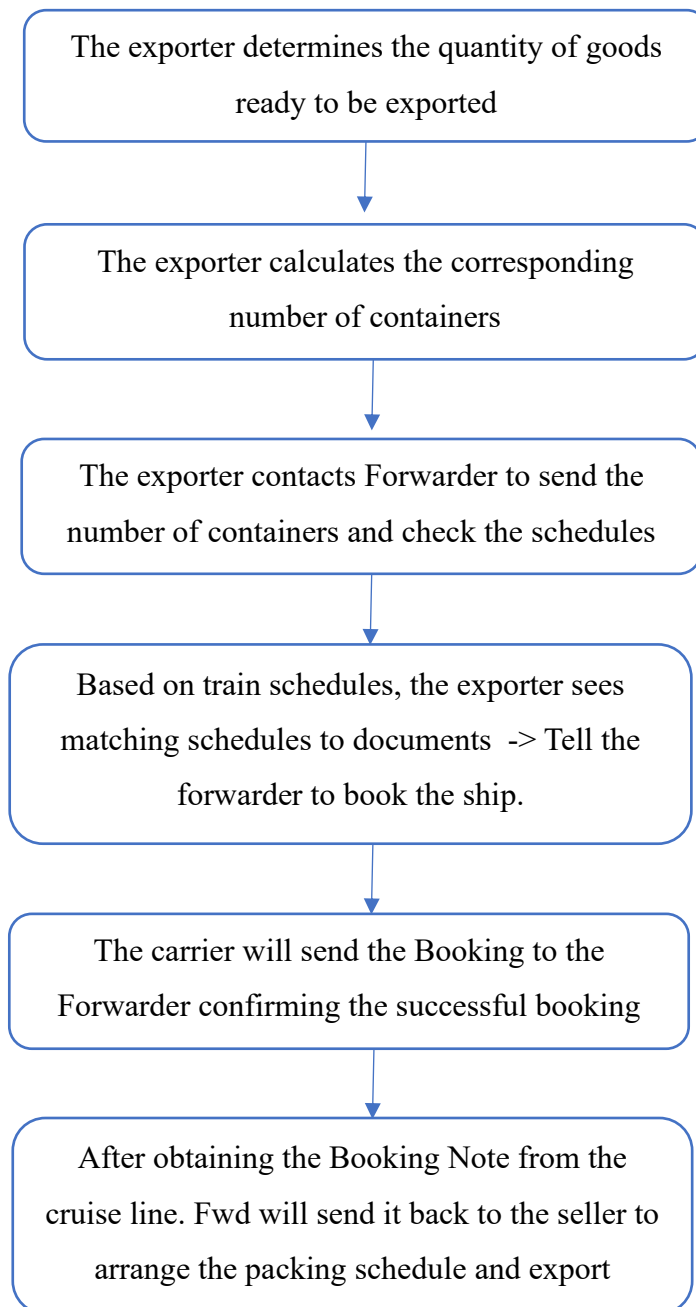 The exporter determines the quantity of goods
ready to be exported
The exporter calculates the corresponding
number of containers
The exporter contacts Forwarder to send the
number of containers and check the schedules
Based on train schedules, the exporter sees
matching schedules to documents -> Tell the
forwarder to book the ship.
The carrier will send the Booking to the
Forwarder confirming the successful booking
After obtaining the Booking Note from the
cruise line. Fwd will send it back to the seller to
arrange the packing schedule and export